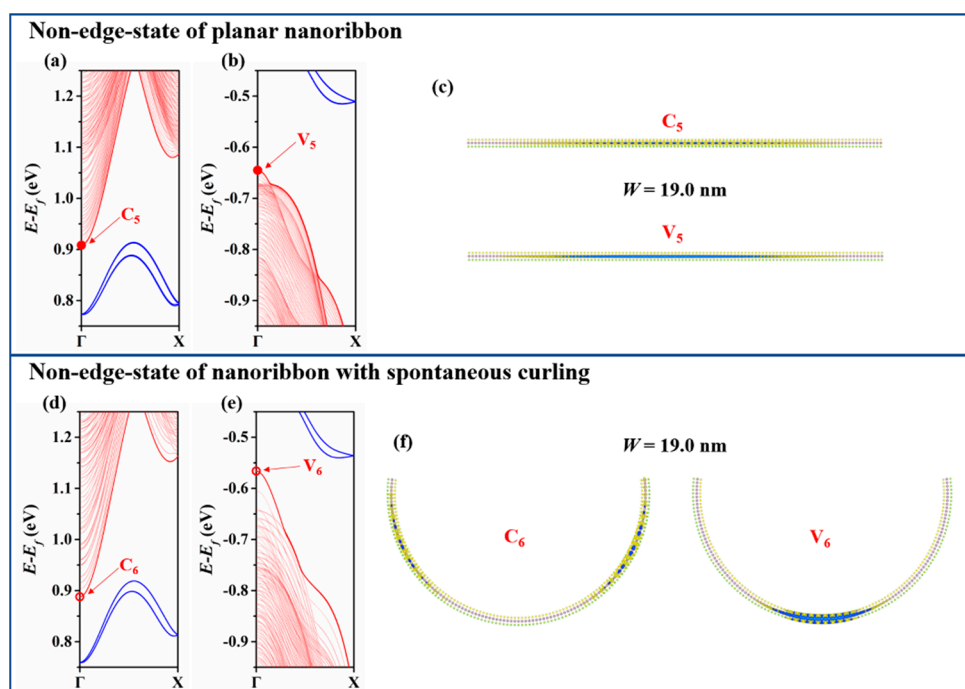 Non-edge-state of planar nanoribbon
(a)
(b)
(c)
E-E_f (eV)
1.2
1.1
1.0
0.9
0.8
C₅
Γ
X
E-E_f (eV)
-0.5
-0.6
-0.7
-0.8
-0.9
V₅
Γ
X
C₅
W = 19.0 nm
V₅
Non-edge-state of nanoribbon with spontaneous curling
(d)
(e)
(f)
E-E_f (eV)
1.2
1.1
1.0
0.9
0.8
C₆
Γ
X
E-E_f (eV)
-0.5
-0.6
-0.7
-0.8
-0.9
V₆
Γ
X
W = 19.0 nm
C₆
V₆